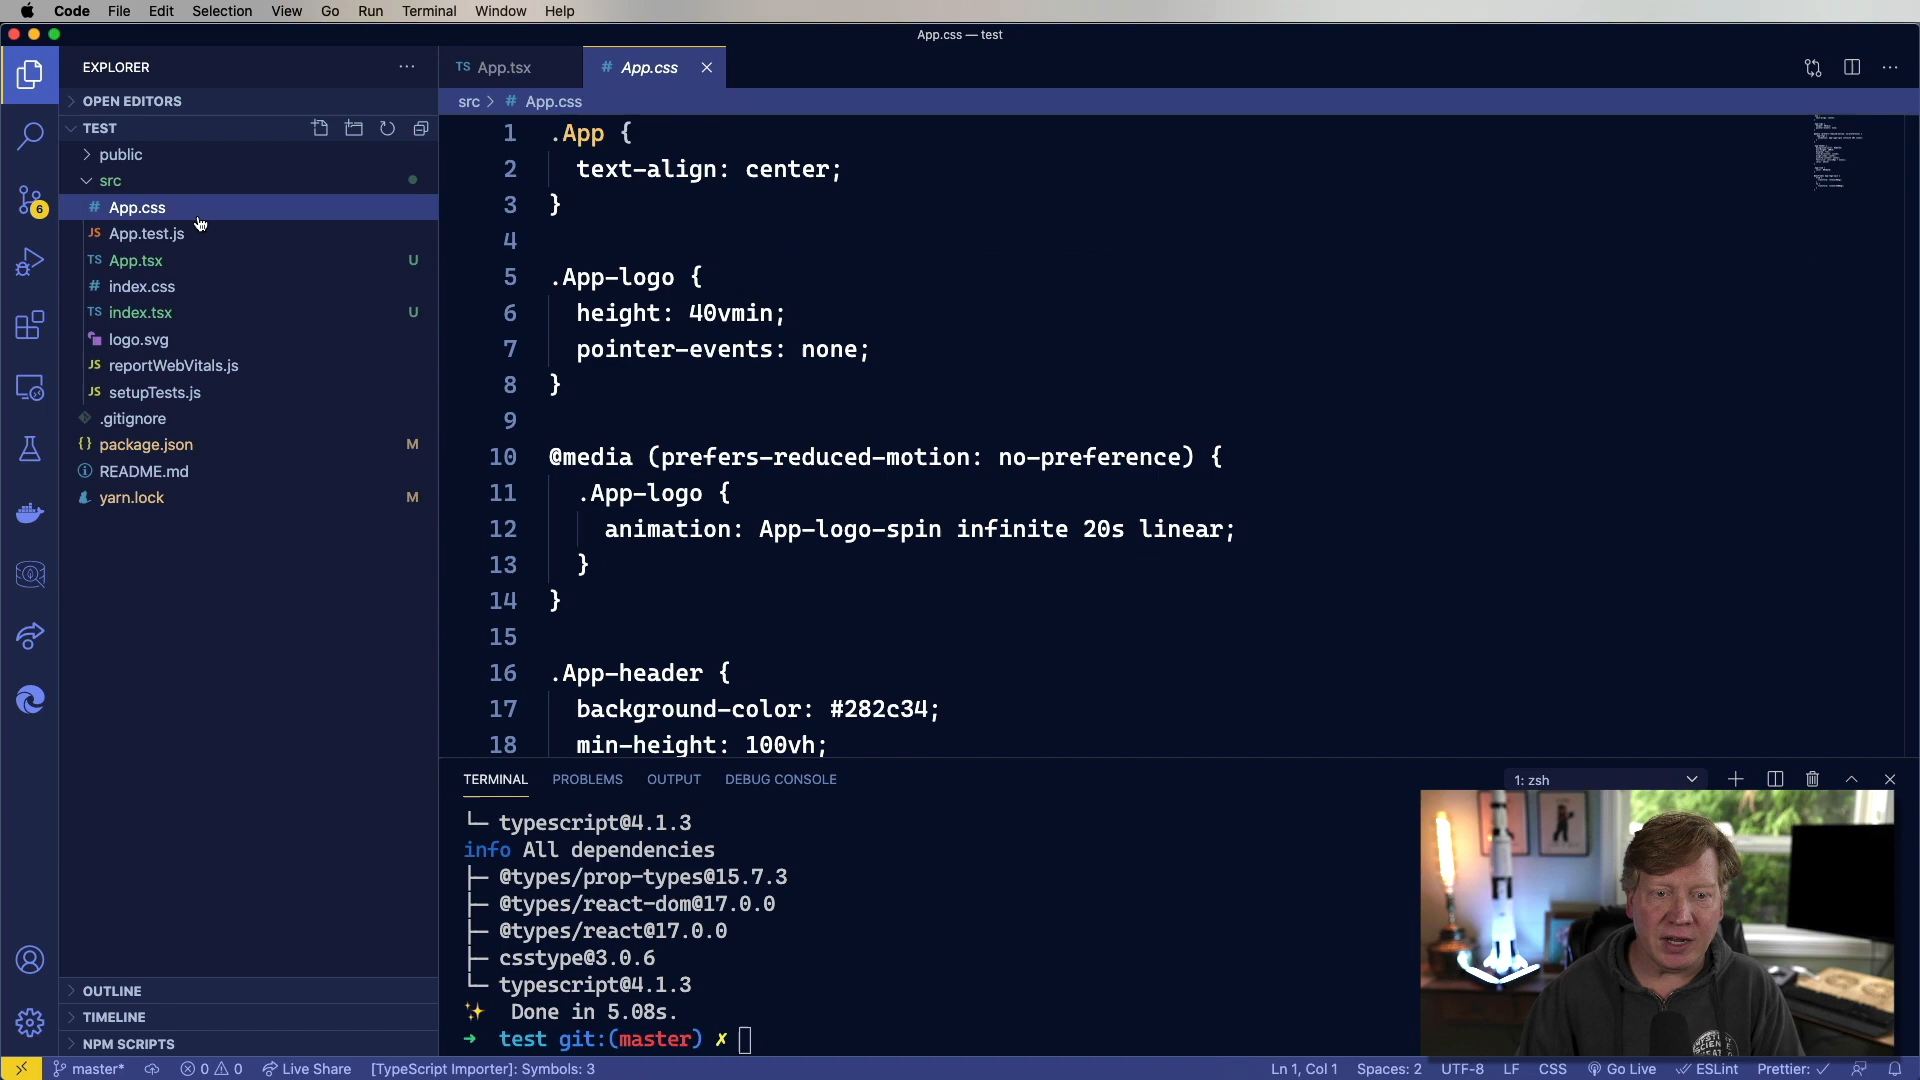 Code File Edit Selection View Go Run Terminal Window Help
App.css — test
EXPLORER
OPEN EDITORS
TEST
public
src
# App.css
JS App.test.js
TS App.tsx U
# index.css
TS index.tsx U
logo.svg
JS reportWebVitals.js
JS setupTests.js
.gitignore
{} package.json M
README.md
yarn.lock M
OUTLINE
TIMELINE
NPM SCRIPTS
6
TS App.tsx
# App.css
src > # App.css
1 .App {
2 text-align: center;
3 }
4
5 .App-logo {
6 height: 40vmin;
7 pointer-events: none;
8 }
9
10 @media (prefers-reduced-motion: no-preference) {
11 .App-logo {
12 animation: App-logo-spin infinite 20s linear;
13 }
14 }
15
16 .App-header {
17 background-color: #282c34;
18 min-height: 100vh;
TERMINAL PROBLEMS OUTPUT DEBUG CONSOLE
1: zsh
└─ typescript@4.1.3
info All dependencies
├─ @types/prop-types@15.7.3
├─ @types/react-dom@17.0.0
├─ @types/react@17.0.0
├─ csstype@3.0.6
└─ typescript@4.1.3
✨ Done in 5.08s.
➜ test git:(master) ✗
master* 0 0 Live Share [TypeScript Importer]: Symbols: 3
Ln 1, Col 1 Spaces: 2 UTF-8 LF CSS Go Live ESLint Prettier: ✓